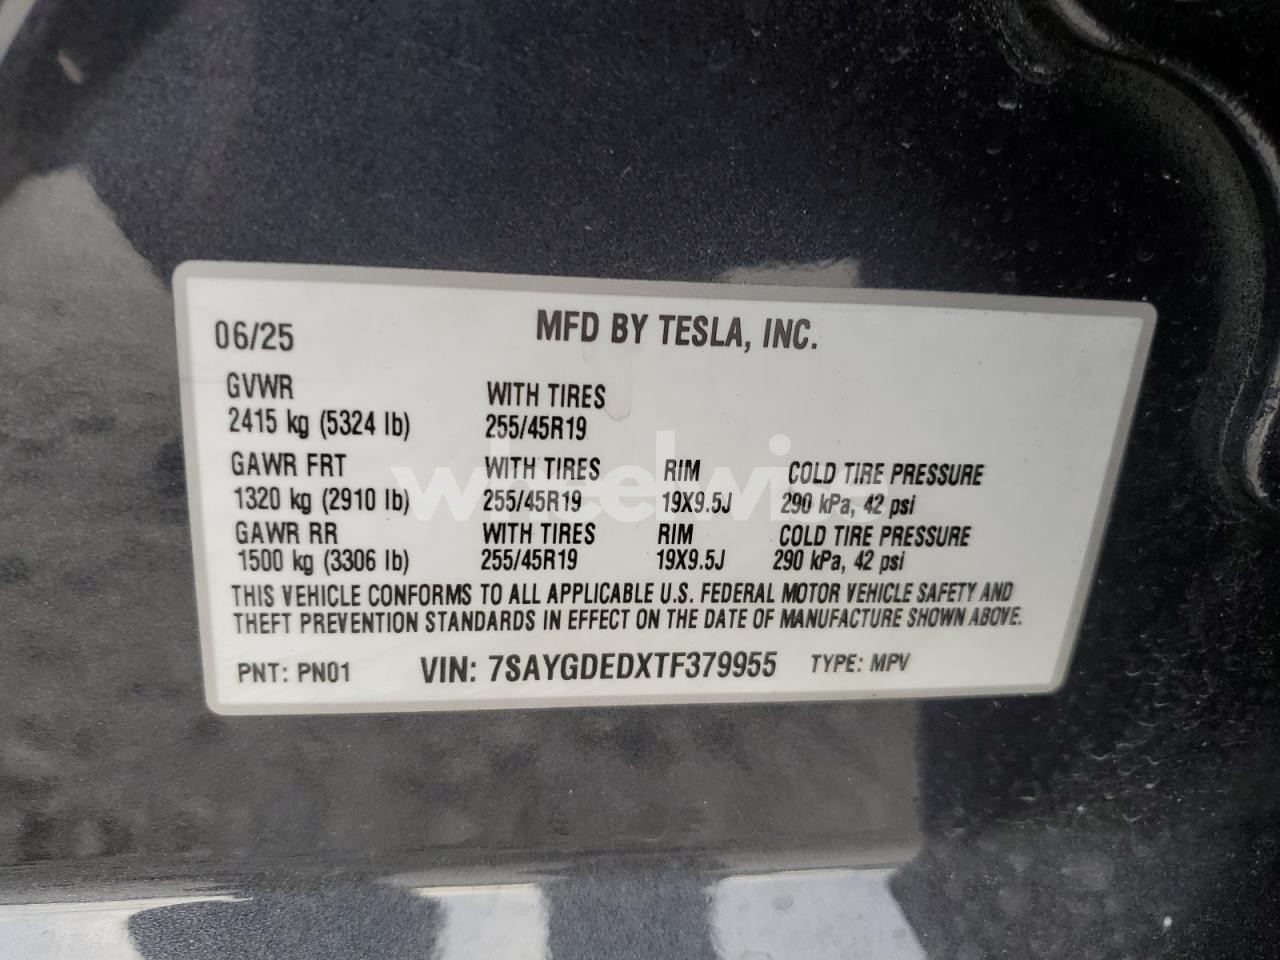 06/25 MFD BY TESLA, INC.
GVWR WITH TIRES
2415 kg (5324 lb) 255/45R19
GAWR FRT WITH TIRES RIM COLD TIRE PRESSURE
1320 kg (2910 lb) 255/45R19 19X9.5J 290 kPa, 42 psi
GAWR RR WITH TIRES RIM COLD TIRE PRESSURE
1500 kg (3306 lb) 255/45R19 19X9.5J 290 kPa, 42 psi
THIS VEHICLE CONFORMS TO ALL APPLICABLE U.S. FEDERAL MOTOR VEHICLE SAFETY AND
THEFT PREVENTION STANDARDS IN EFFECT ON THE DATE OF MANUFACTURE SHOWN ABOVE.
PNT: PN01 VIN: 7SAYGDEDXTF379955 TYPE: MPV
wheelwise